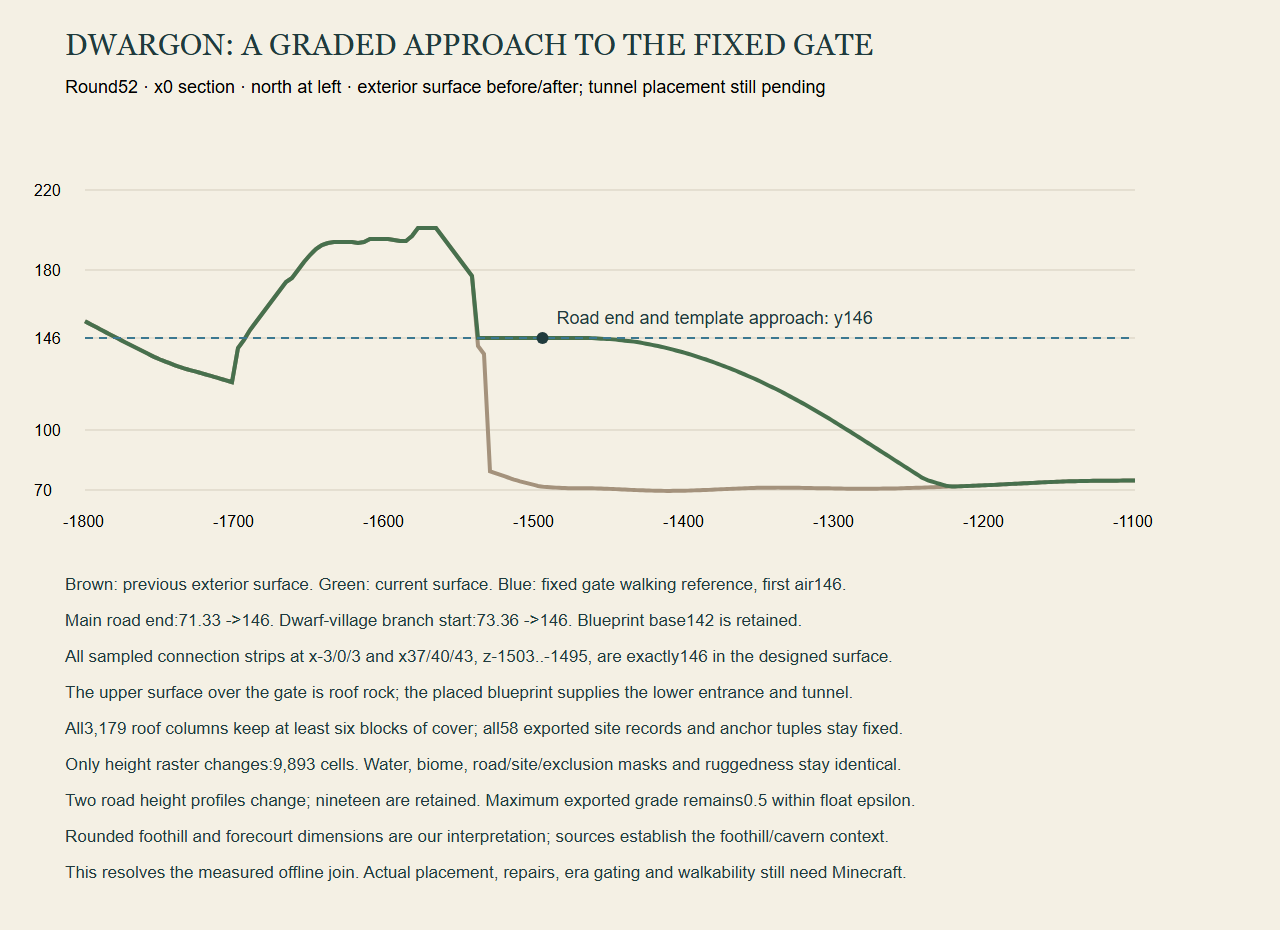 DWARGON: A GRADED APPROACH TO THE FIXED GATE
Round52 · x0 section · north at left · exterior surface before/after; tunnel placement still pending
220
180
Road end and template approach: y146
146
100
70
-1800 -1700 -1600 -1500 -1400 -1300 -1200 -1100
Brown: previous exterior surface. Green: current surface. Blue: fixed gate walking reference, first air146.
Main road end:71.33 ->146. Dwarf-village branch start:73.36 ->146. Blueprint base142 is retained.
All sampled connection strips at x-3/0/3 and x37/40/43, z-1503..-1495, are exactly146 in the designed surface.
The upper surface over the gate is roof rock; the placed blueprint supplies the lower entrance and tunnel.
All3,179 roof columns keep at least six blocks of cover; all58 exported site records and anchor tuples stay fixed.
Only height raster changes:9,893 cells. Water, biome, road/site/exclusion masks and ruggedness stay identical.
Two road height profiles change; nineteen are retained. Maximum exported grade remains0.5 within float epsilon.
Rounded foothill and forecourt dimensions are our interpretation; sources establish the foothill/cavern context.
This resolves the measured offline join. Actual placement, repairs, era gating and walkability still need Minecraft.